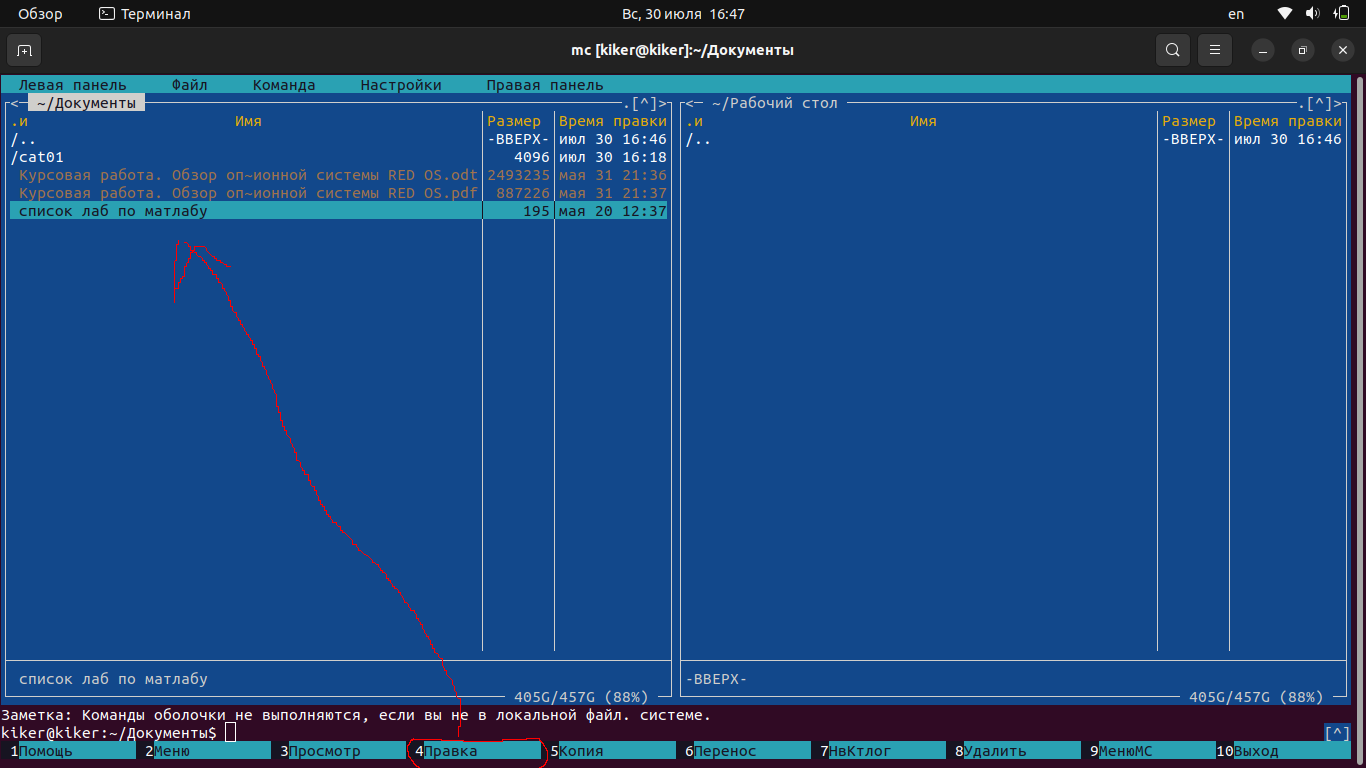 Обзор Терминал Вс, 30 июля 16:47 en
mc [kiker@kiker]:~/Документы
Левая панель Файл Команда Настройки Правая панель
<─ ~/Документы ─.[^]>
.и Имя Размер Время правки
/.. -ВВЕРХ- июл 30 16:46
/cat01 4096 июл 30 16:18
Курсовая работа. Обзор оп~ионной системы RED OS.odt 2493235 мая 31 21:36
Курсовая работа. Обзор оп~ионной системы RED OS.pdf 887226 мая 31 21:37
список лаб по матлабу 195 мая 20 12:37
список лаб по матлабу
405G/457G (88%)
<─ ~/Рабочий стол ─.[^]>
.и Имя Размер Время правки
/.. -ВВЕРХ- июл 30 16:46
-ВВЕРХ-
405G/457G (88%)
Заметка: Команды оболочки не выполняются, если вы не в локальной файл. системе.
kiker@kiker:~/Документы$ [^]
1Помощь 2Меню 3Просмотр 4Правка 5Копия 6Перенос 7НвКтлог 8Удалить 9МенюMC 10Выход